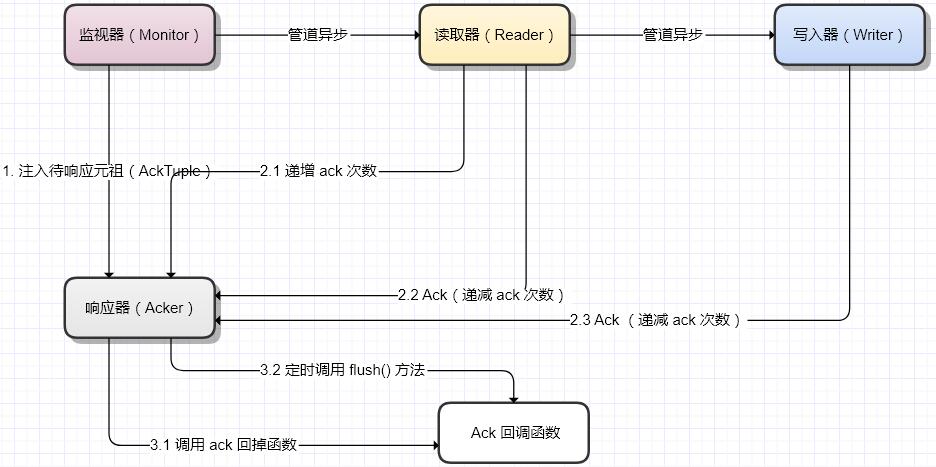 监视器（Monitor）
管道异步
读取器（Reader）
管道异步
写入器（Writer）
1. 注入待响应元祖（AckTuple）
2.1 递增 ack 次数
响应器（Acker）
2.2 Ack（递减 ack 次数）
2.3 Ack （递减 ack 次数）
3.2 定时调用 flush() 方法
3.1 调用 ack 回掉函数
Ack 回调函数